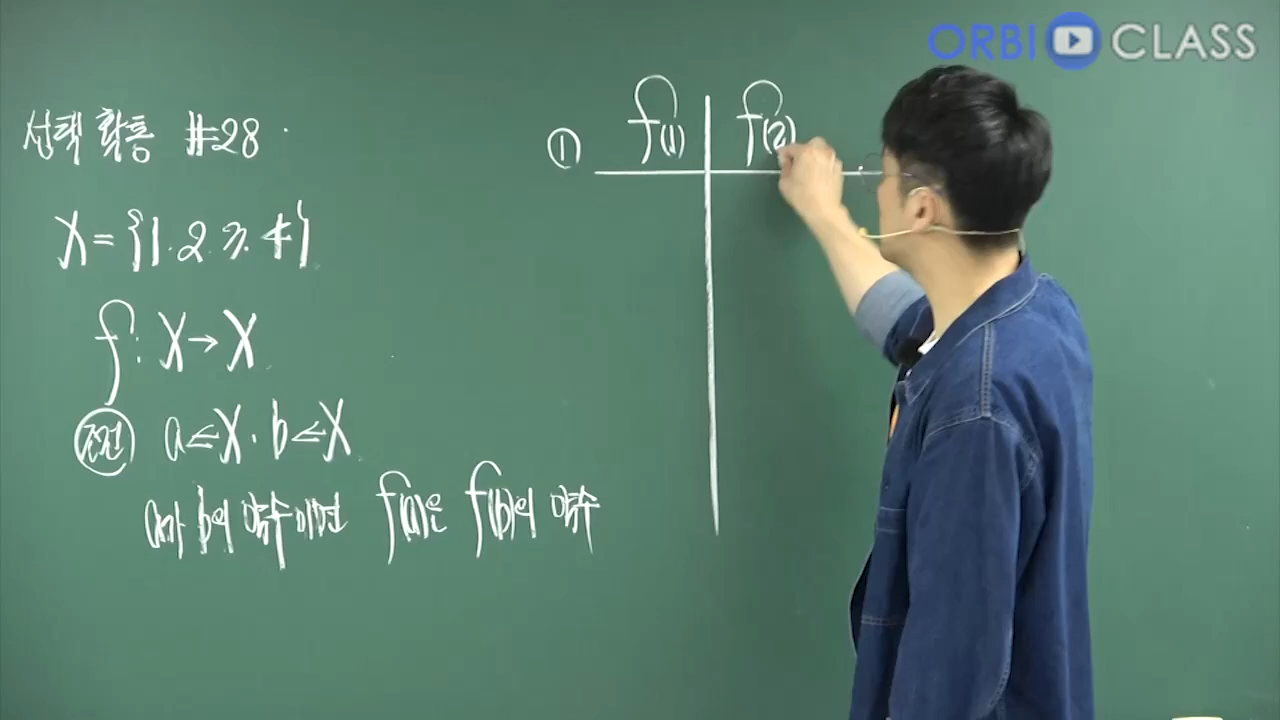 ORBI CLASS
선택 확통 #28
X = {1. 2. 3. 4}
f : X → X
조건 a ∈ X. b ∈ X
a가 b의 약수이면 f(a)은 f(b)의 약수
① f(1) f(2)